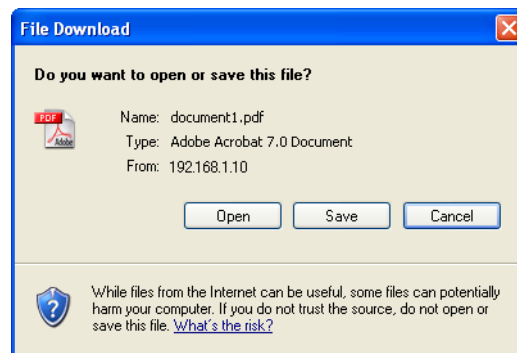 File Download
Do you want to open or save this file?
PDF
Adobe
Name: document1.pdf
Type: Adobe Acrobat 7.0 Document
From: 192.168.1.10
Open Save Cancel
While files from the Internet can be useful, some files can potentially
harm your computer. If you do not trust the source, do not open or
save this file. What's the risk?